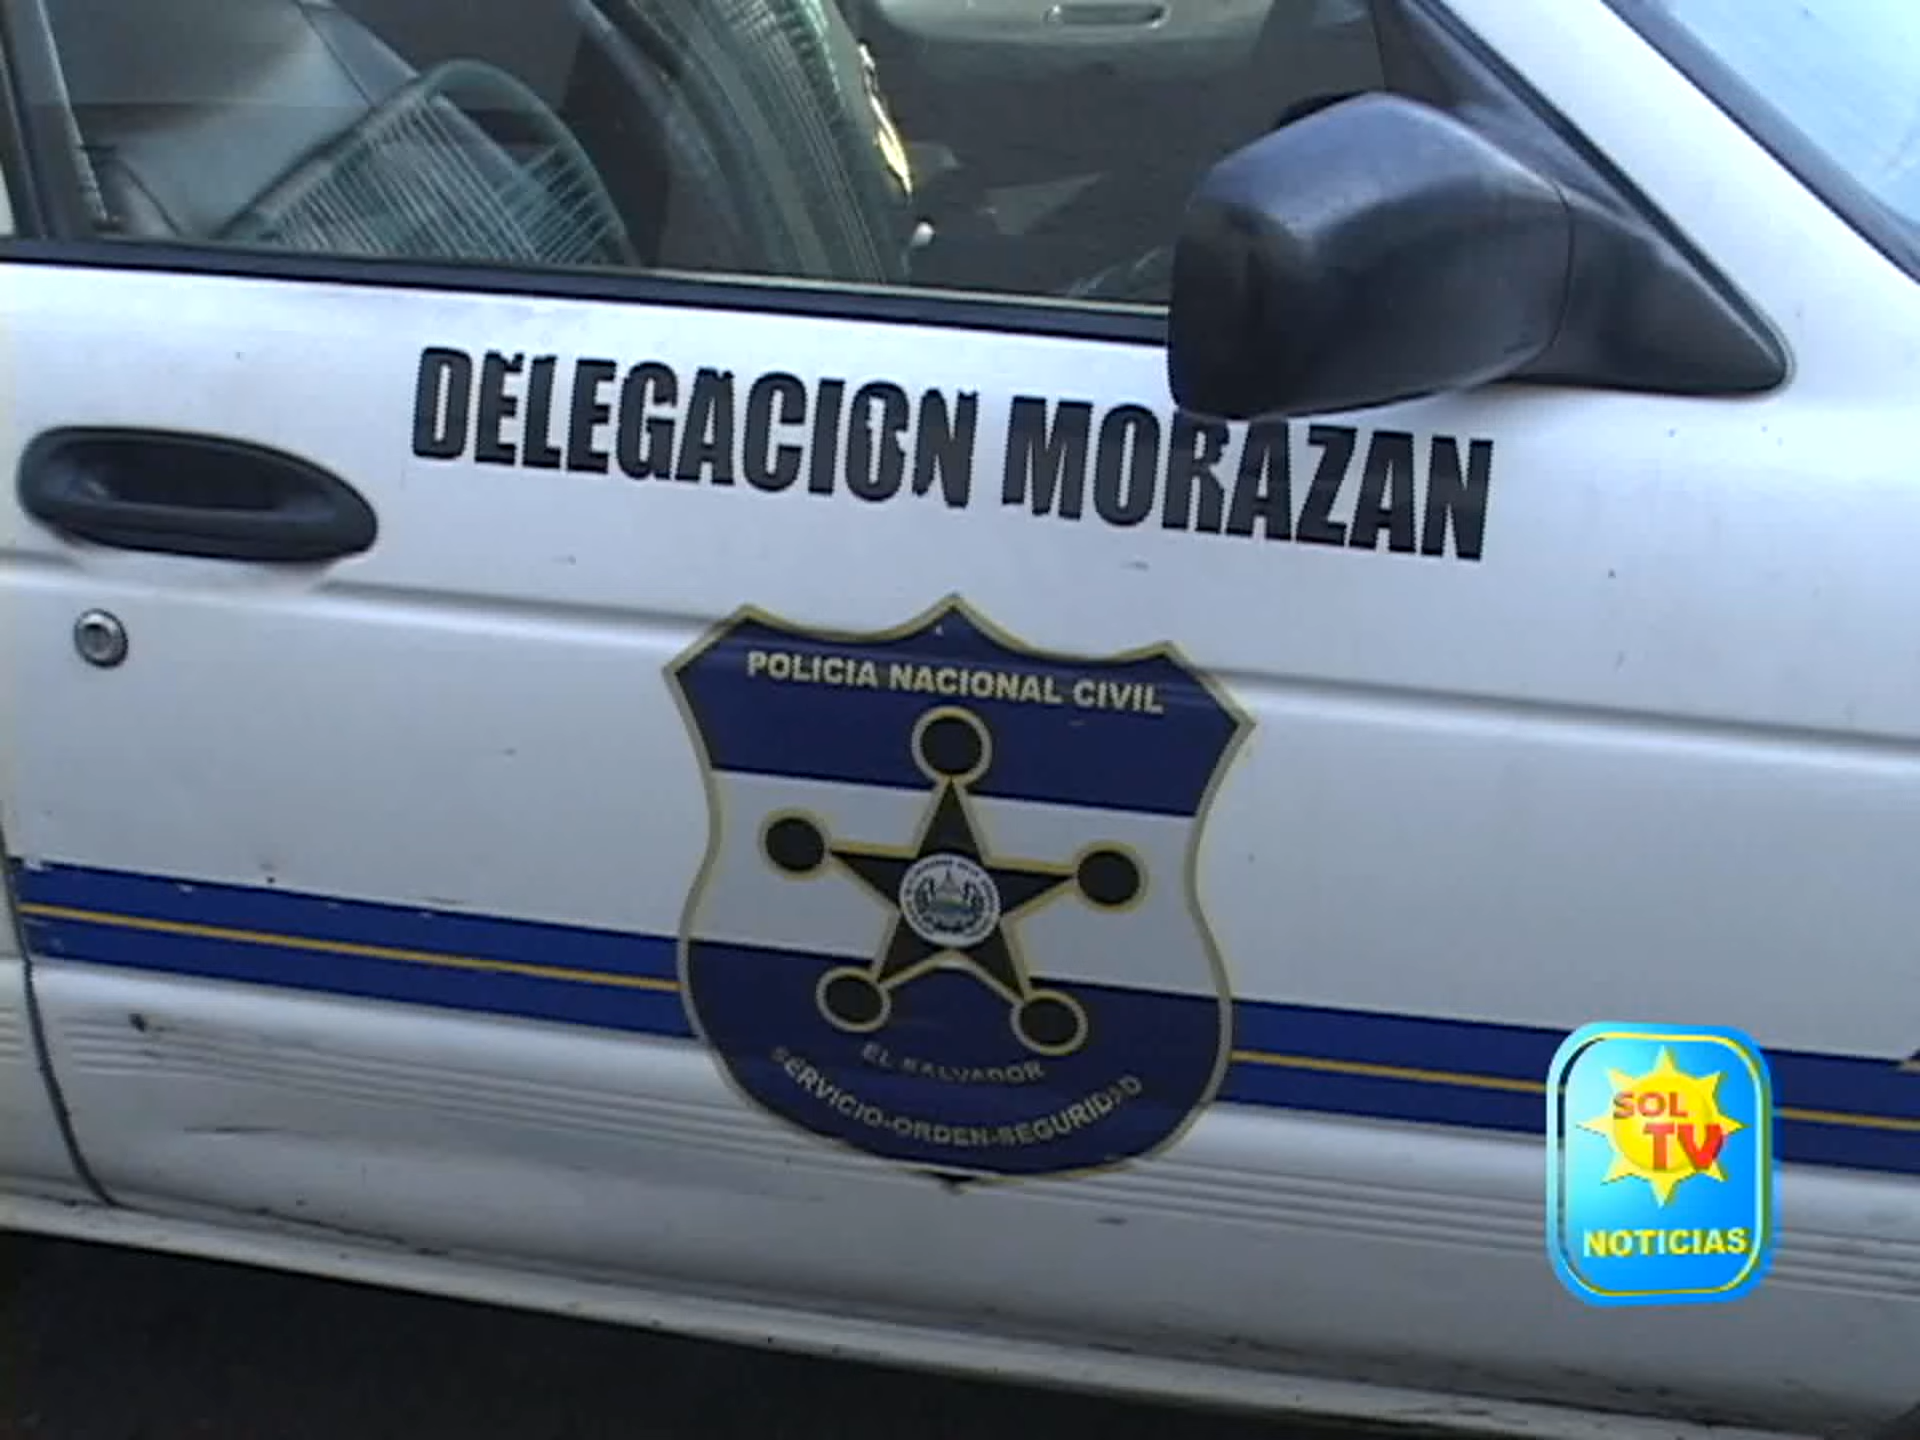 DELEGACION MORAZAN
POLICIA NACIONAL CIVIL
EL SALVADOR
SERVICIO-ORDEN-SEGURIDAD
SOL
TV
NOTICIAS